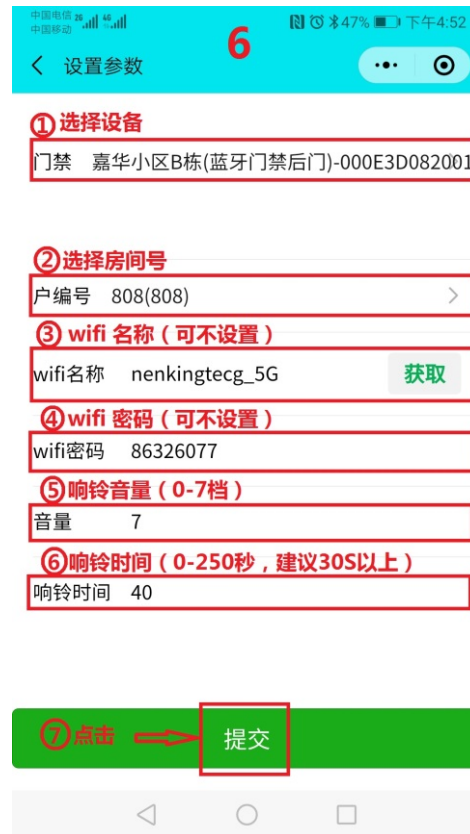 中国电信 2G 4G
中国移动
47% 下午4:52
6
设置参数
①选择设备
门禁 嘉华小区B栋(蓝牙门禁后门)-000E3D082001
②选择房间号
户编号 808(808)
③ wifi 名称（可不设置）
wifi名称 nenkingtecg_5G 获取
④wifi 密码（可不设置）
wifi密码 86326077
⑤响铃音量（0-7档）
音量 7
⑥响铃时间（0-250秒，建议30S以上）
响铃时间 40
⑦点击 提交